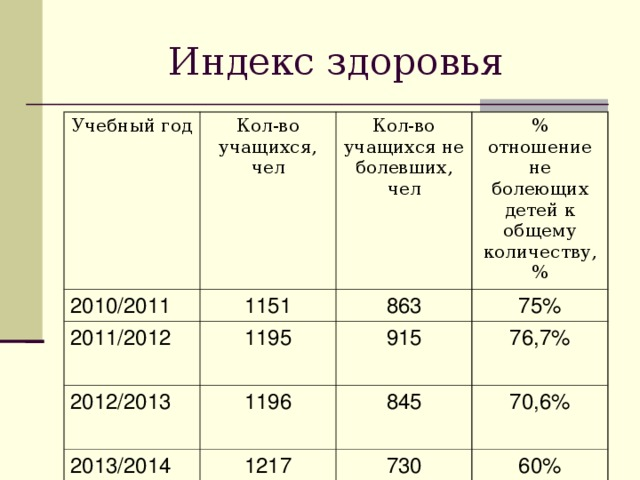 Индекс здоровья
Учебный год
Кол-во
учащихся,
чел
Кол-во
учащихся не
болевших,
чел
%
отношение
не
болеющих
детей к
общему
количеству,
%
2010/2011 1151 863 75%
2011/2012 1195 915 76,7%
2012/2013 1196 845 70,6%
2013/2014 1217 730 60%